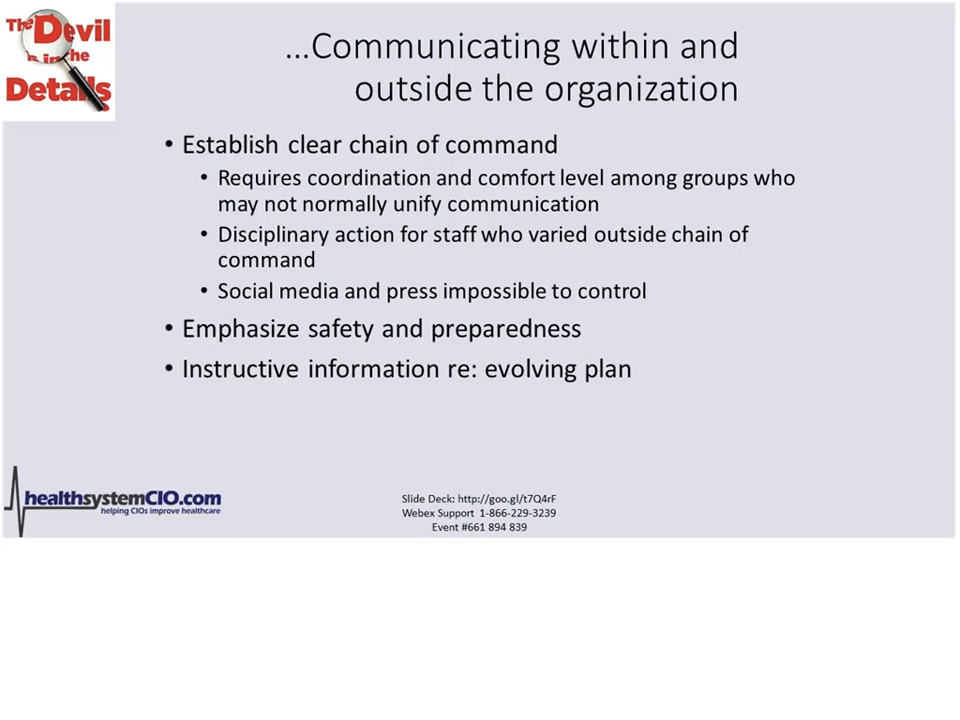 The Devil
is in the
Details
...Communicating within and
outside the organization
• Establish clear chain of command
• Requires coordination and comfort level among groups who
may not normally unify communication
• Disciplinary action for staff who varied outside chain of
command
• Social media and press impossible to control
• Emphasize safety and preparedness
• Instructive information re: evolving plan
healthsystemCIO.com
helping CIOs improve healthcare
Slide Deck: http://goo.gl/t7Q4rF
Webex Support 1-866-229-3239
Event #661 894 839